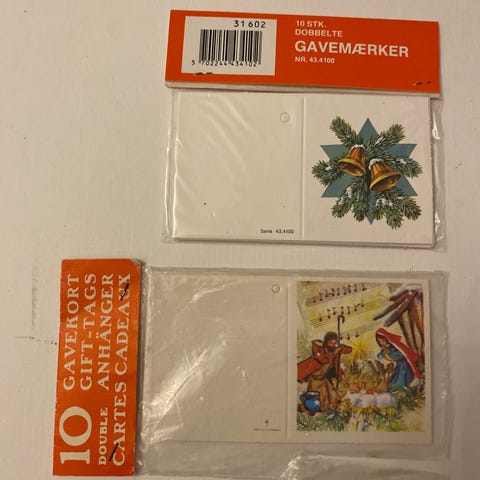 31602
5 702244 434102
10 STK.
DOBBELTE
GAVEMÆRKER
NR. 43.4100
Serie 43.4100
10 GAVEKORT
DOUBLE GIFT-TAGS
ANHÄNGER
CARTES CADEAUX